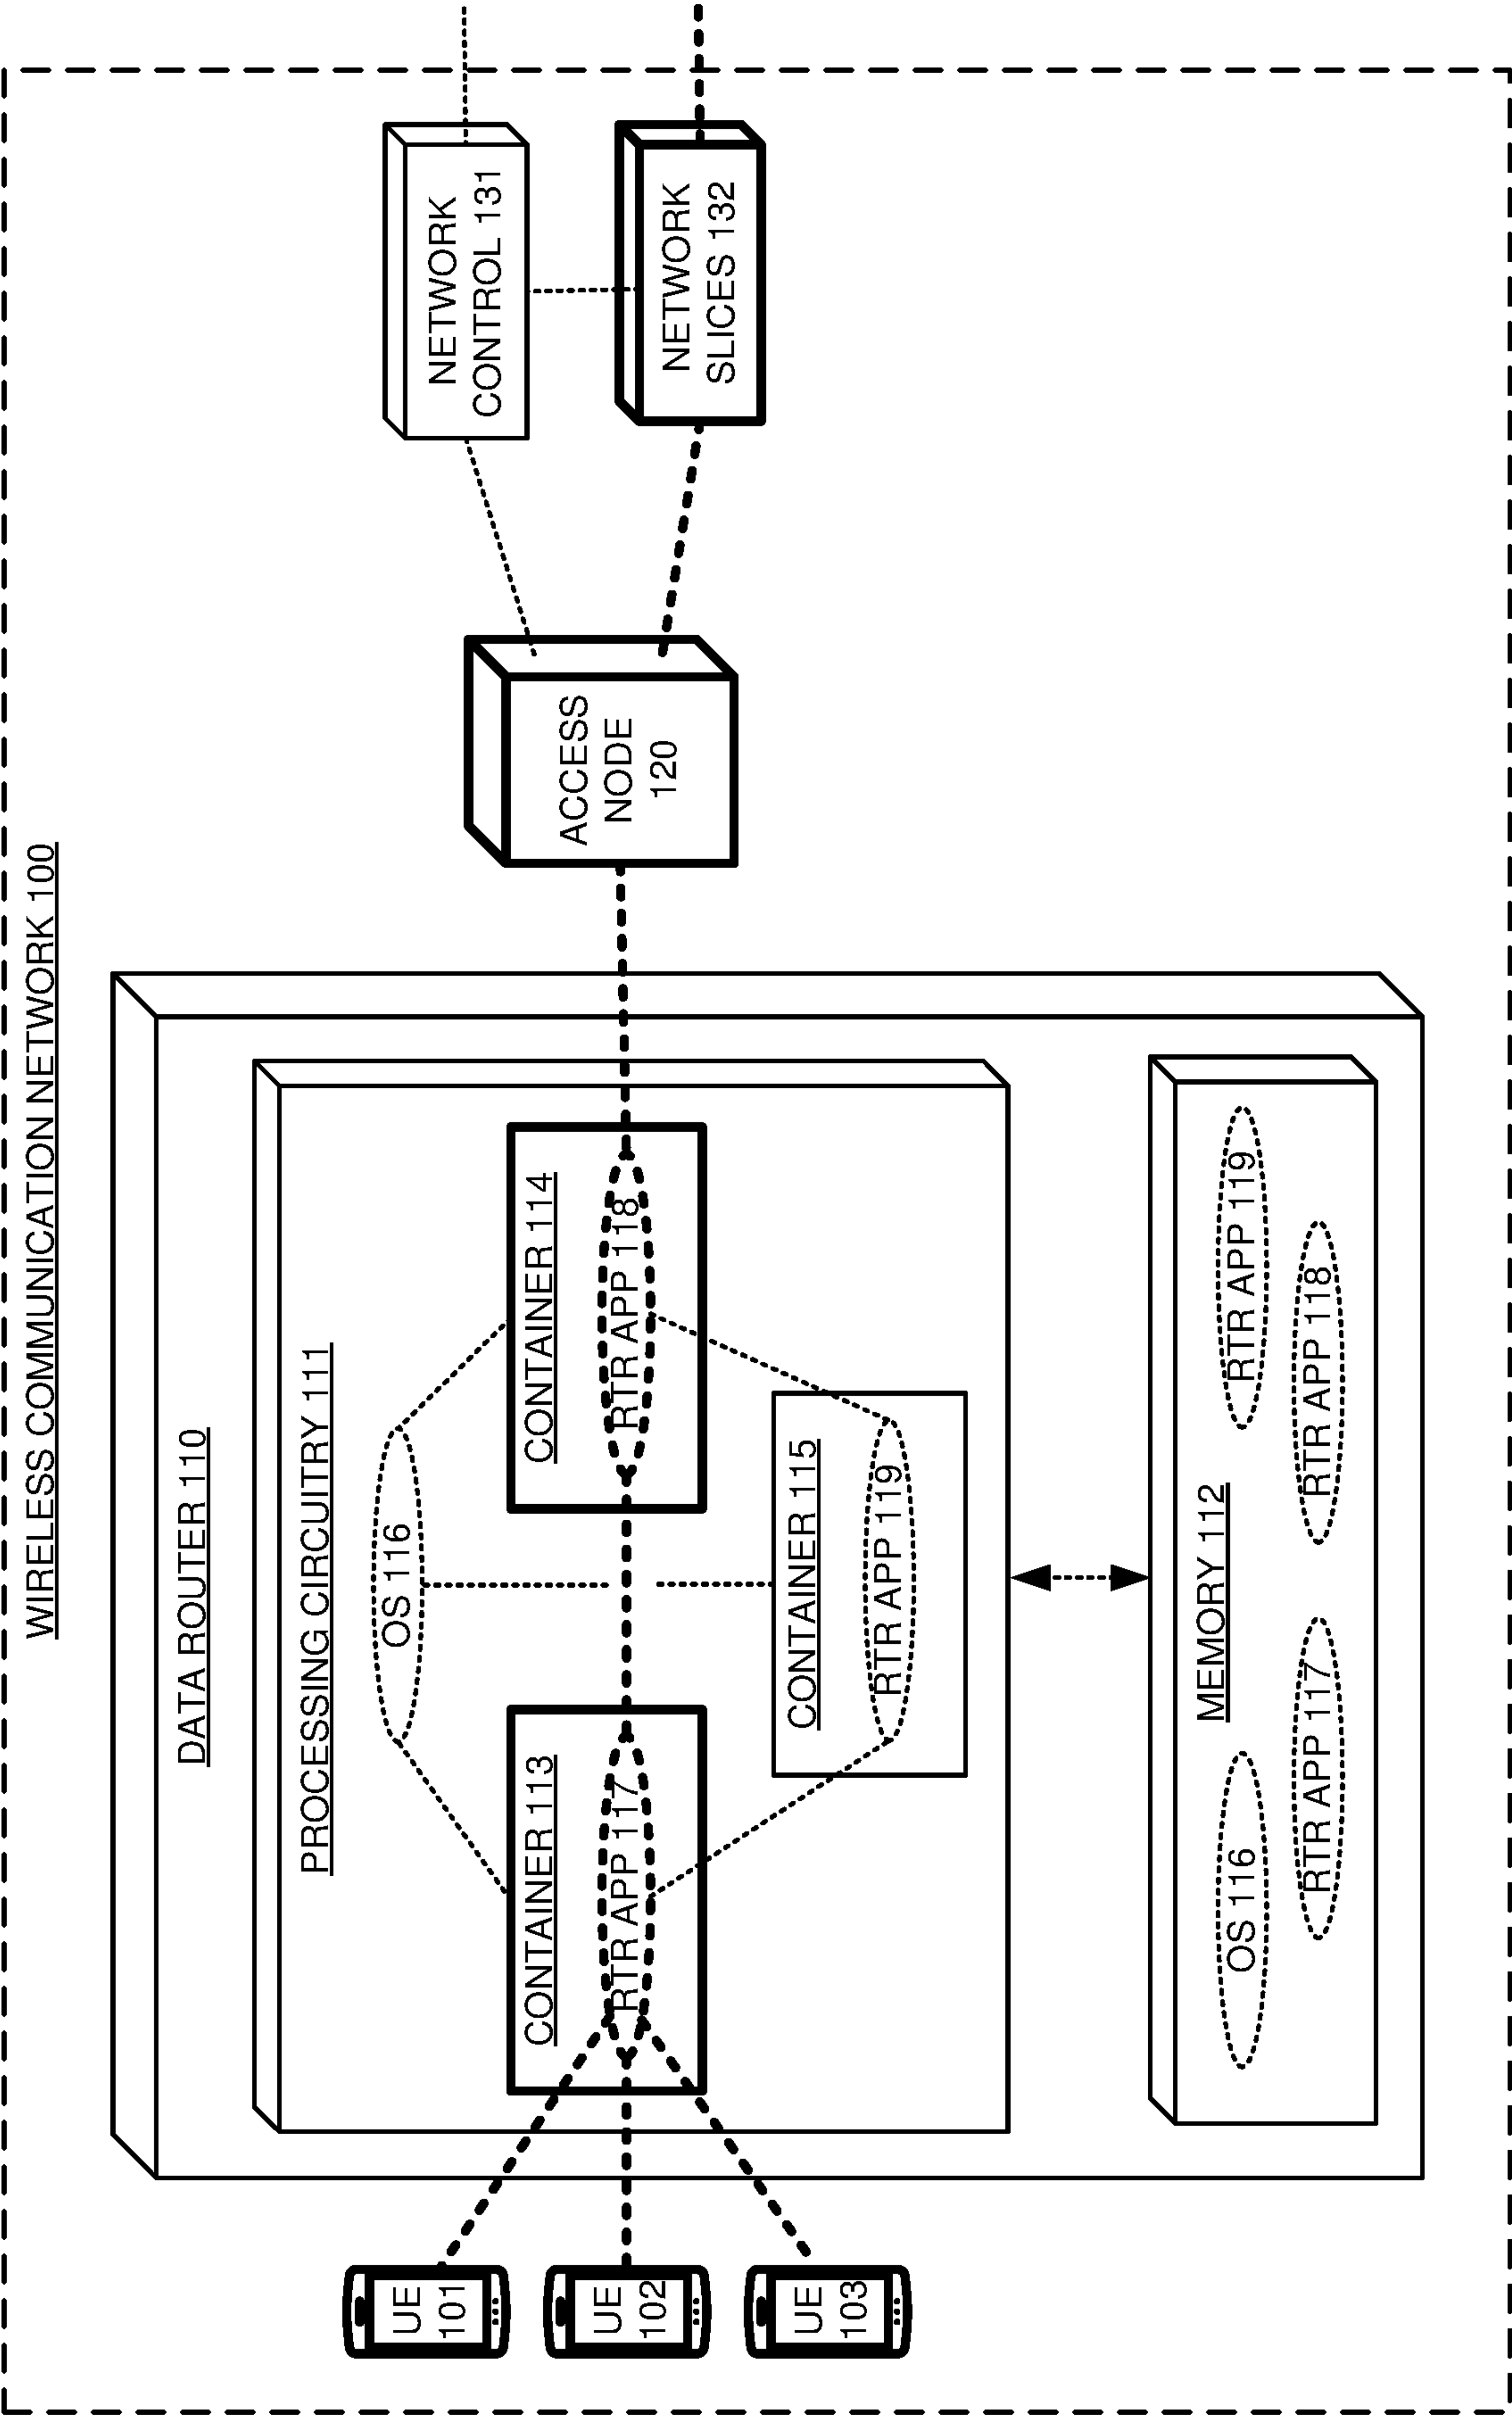 WIRELESS COMMUNICATION NETWORK 100
DATA ROUTER 110
PROCESSING CIRCUITRY 111
OS 116
CONTAINER 113
RTR APP 117
CONTAINER 114
RTR APP 118
CONTAINER 115
RTR APP 119
MEMORY 112
OS 116
RTR APP 119
RTR APP 117
RTR APP 118
UE
101
UE
102
UE
103
ACCESS
NODE
120
NETWORK
CONTROL 131
NETWORK
SLICES 132